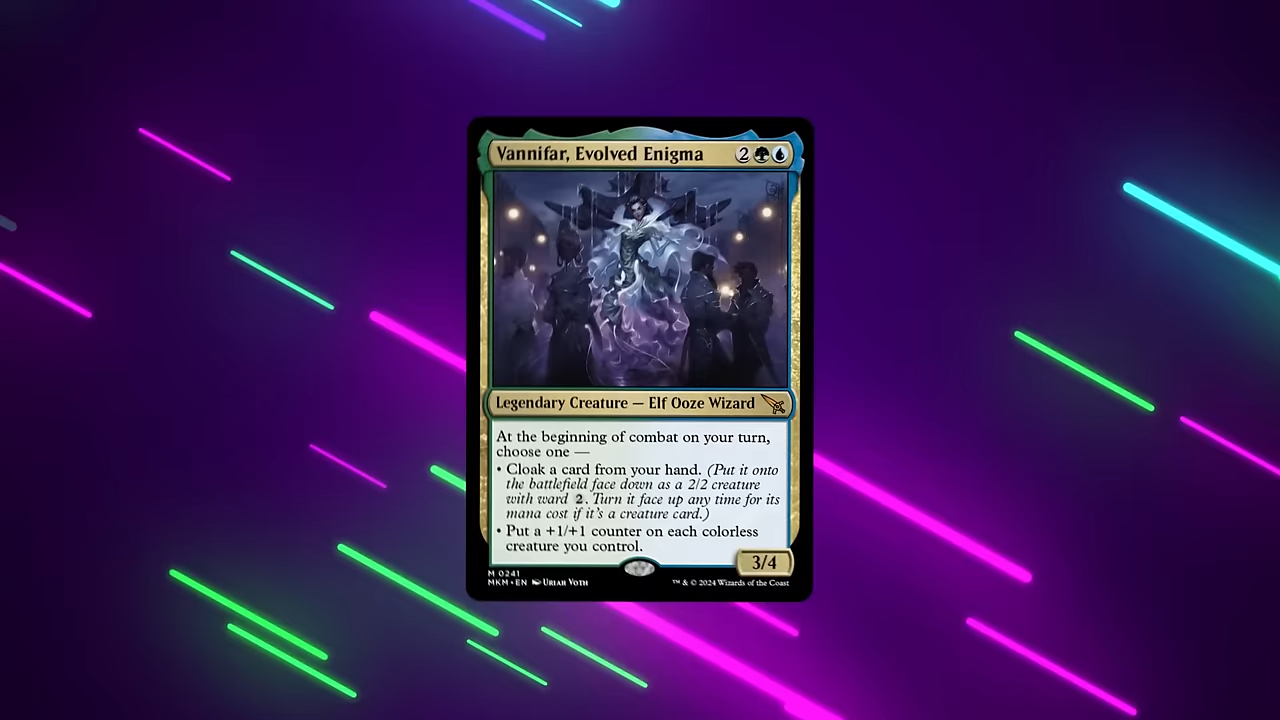 Vannifar, Evolved Enigma 2
Legendary Creature — Elf Ooze Wizard
At the beginning of combat on your turn,
choose one —
• Cloak a card from your hand. (Put it onto
the battlefield face down as a 2/2 creature
with ward 2. Turn it face up any time for its
mana cost if it's a creature card.)
• Put a +1/+1 counter on each colorless
creature you control.
3/4
M 0241
MKM • EN Uriah Voth
™ & © 2024 Wizards of the Coast